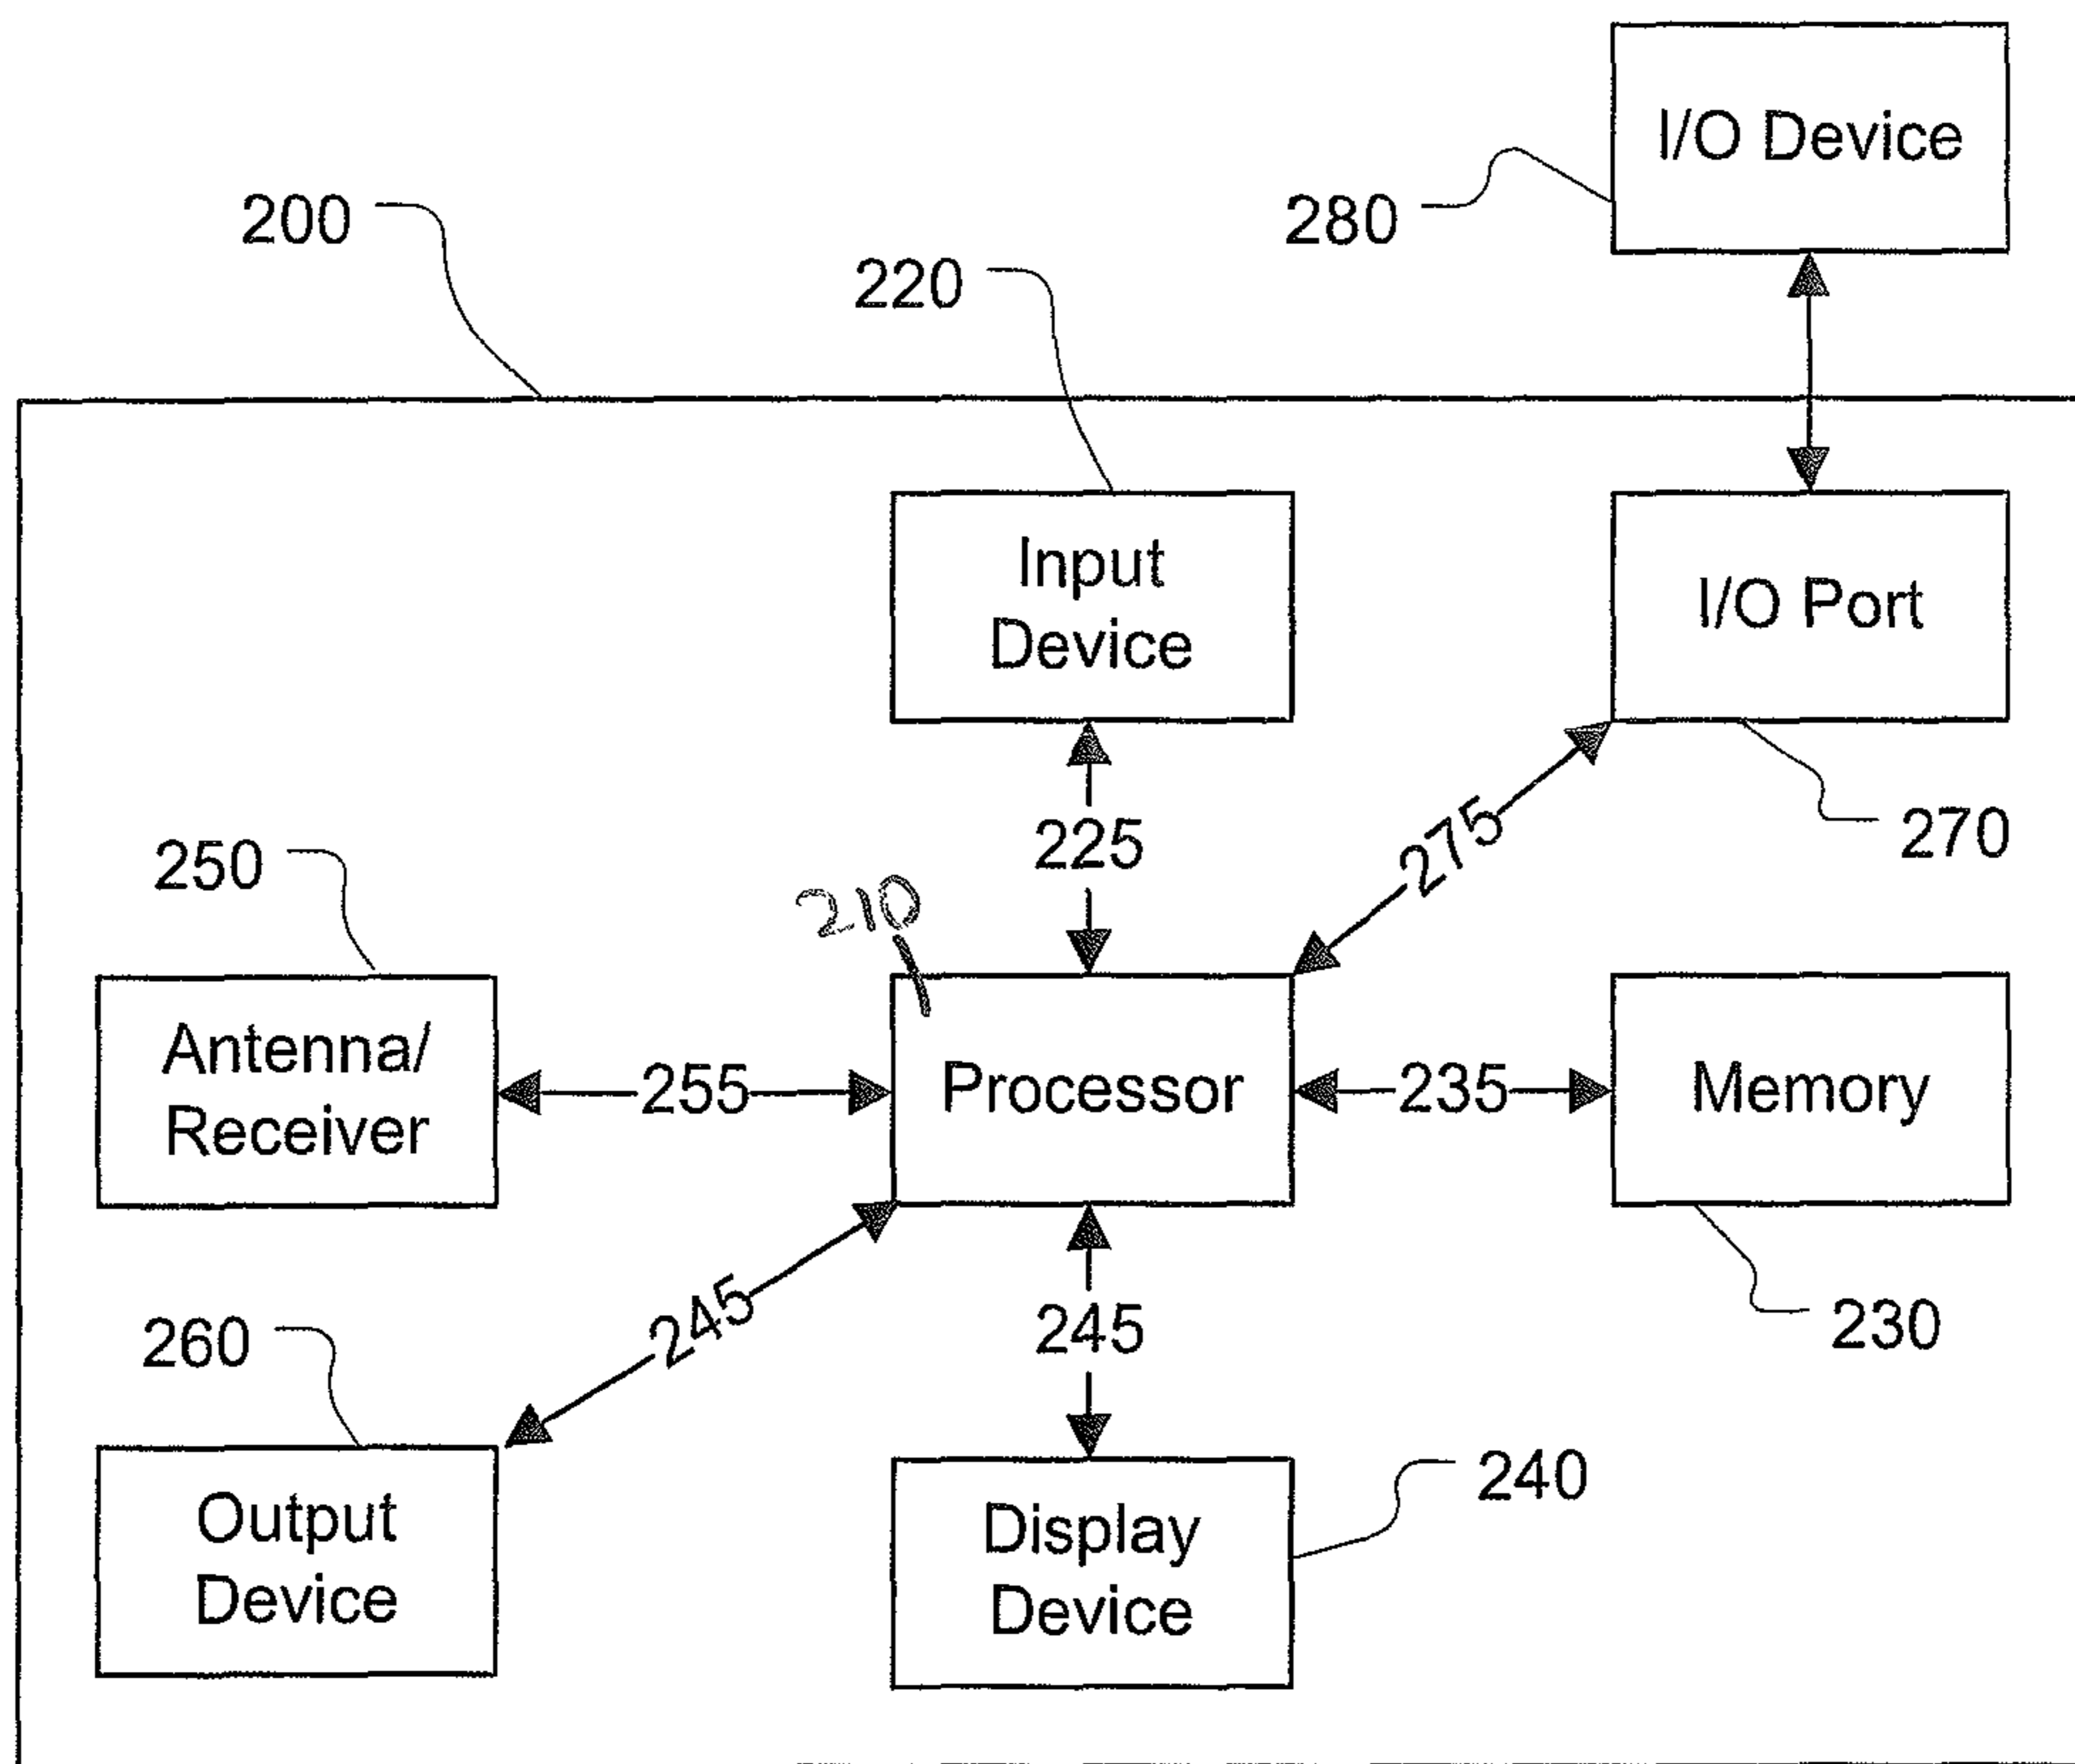 I/O Device
280
200
220
Input
Device
I/O Port
270
225
275
210
250
Antenna/
Receiver
255
Processor
235
Memory
230
260
245
245
240
Output
Device
Display
Device